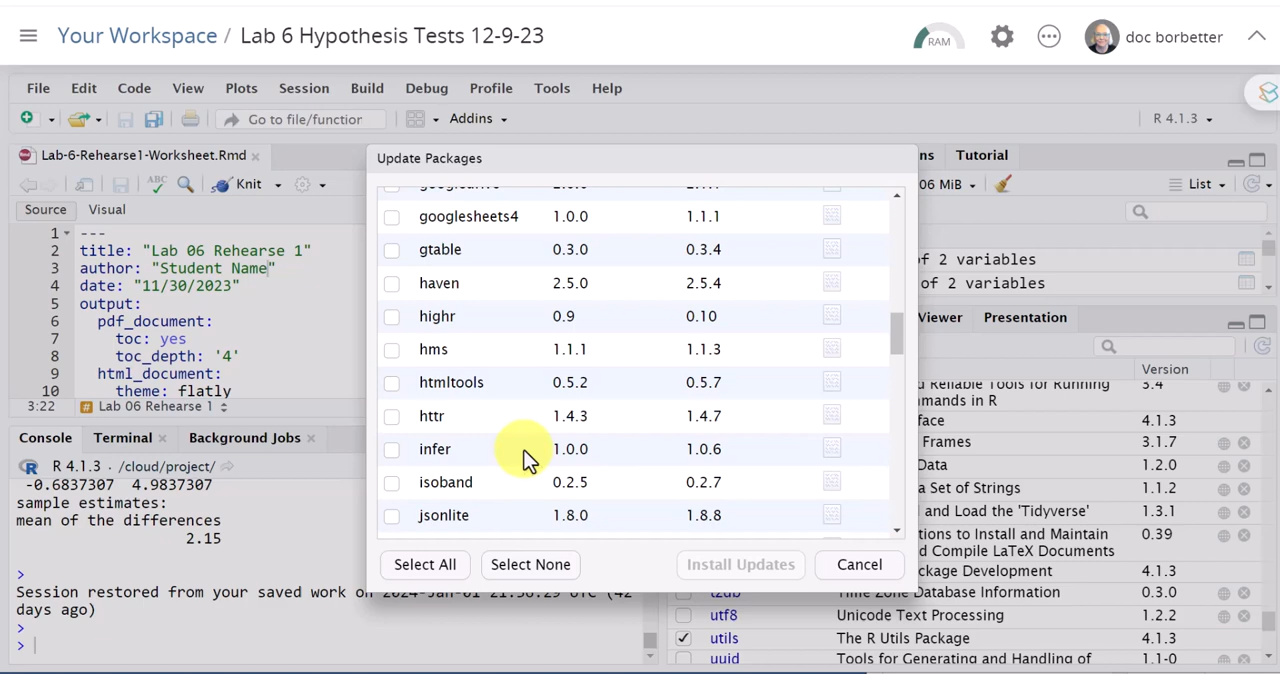 Your Workspace / Lab 6 Hypothesis Tests 12-9-23
RAM
doc borbetter
File Edit Code View Plots Session Build Debug Profile Tools Help
Go to file/function
Addins
R 4.1.3
Lab-6-Rehearse1-Worksheet.Rmd
Knit
Source Visual
1 ---
2 title: "Lab 06 Rehearse 1"
3 author: "Student Name"
4 date: "11/30/2023"
5 output:
6 pdf_document:
7 toc: yes
8 toc_depth: '4'
9 html_document:
10 theme: flatly
3:22 # Lab 06 Rehearse 1
Console Terminal Background Jobs
R 4.1.3 · /cloud/project/
-0.6837307 4.9837307
sample estimates:
mean of the differences
2.15
>
Session restored from your saved work on 2024-Jan-01 21:56:29 UTC (42
days ago)
>
>
Update Packages
googlesheets4 1.0.0 1.1.1
gtable 0.3.0 0.3.4
haven 2.5.0 2.5.4
highr 0.9 0.10
hms 1.1.1 1.1.3
htmltools 0.5.2 0.5.7
httr 1.4.3 1.4.7
infer 1.0.0 1.0.6
isoband 0.2.5 0.2.7
jsonlite 1.8.0 1.8.8
Select All Select None Install Updates Cancel
ns Tutorial
06 MiB
List
of 2 variables
of 2 variables
Viewer Presentation
Version
nd Reliable Tools for Running 3.4
ommands in R
face 4.1.3
Frames 3.1.7
Data 1.2.0
a Set of Strings 1.1.2
l and Load the 'Tidyverse' 1.3.1
tions to Install and Maintain 0.39
nd Compile LaTeX Documents
ackage Development 4.1.3
tzdb Time Zone Database Information 0.3.0
utf8 Unicode Text Processing 1.2.2
utils The R Utils Package 4.1.3
uuid Tools for Generating and Handling of 1.1-0